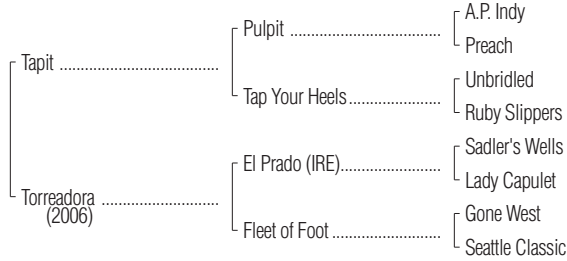 A.P. Indy
Pulpit ..............................
Preach
Tapit ...............................................
Unbridled
Tap Your Heels.......................
Ruby Slippers
Sadler's Wells
El Prado (IRE).........................
Lady Capulet
Torreadora ...................................
(2006)
Gone West
Fleet of Foot ...........................
Seattle Classic